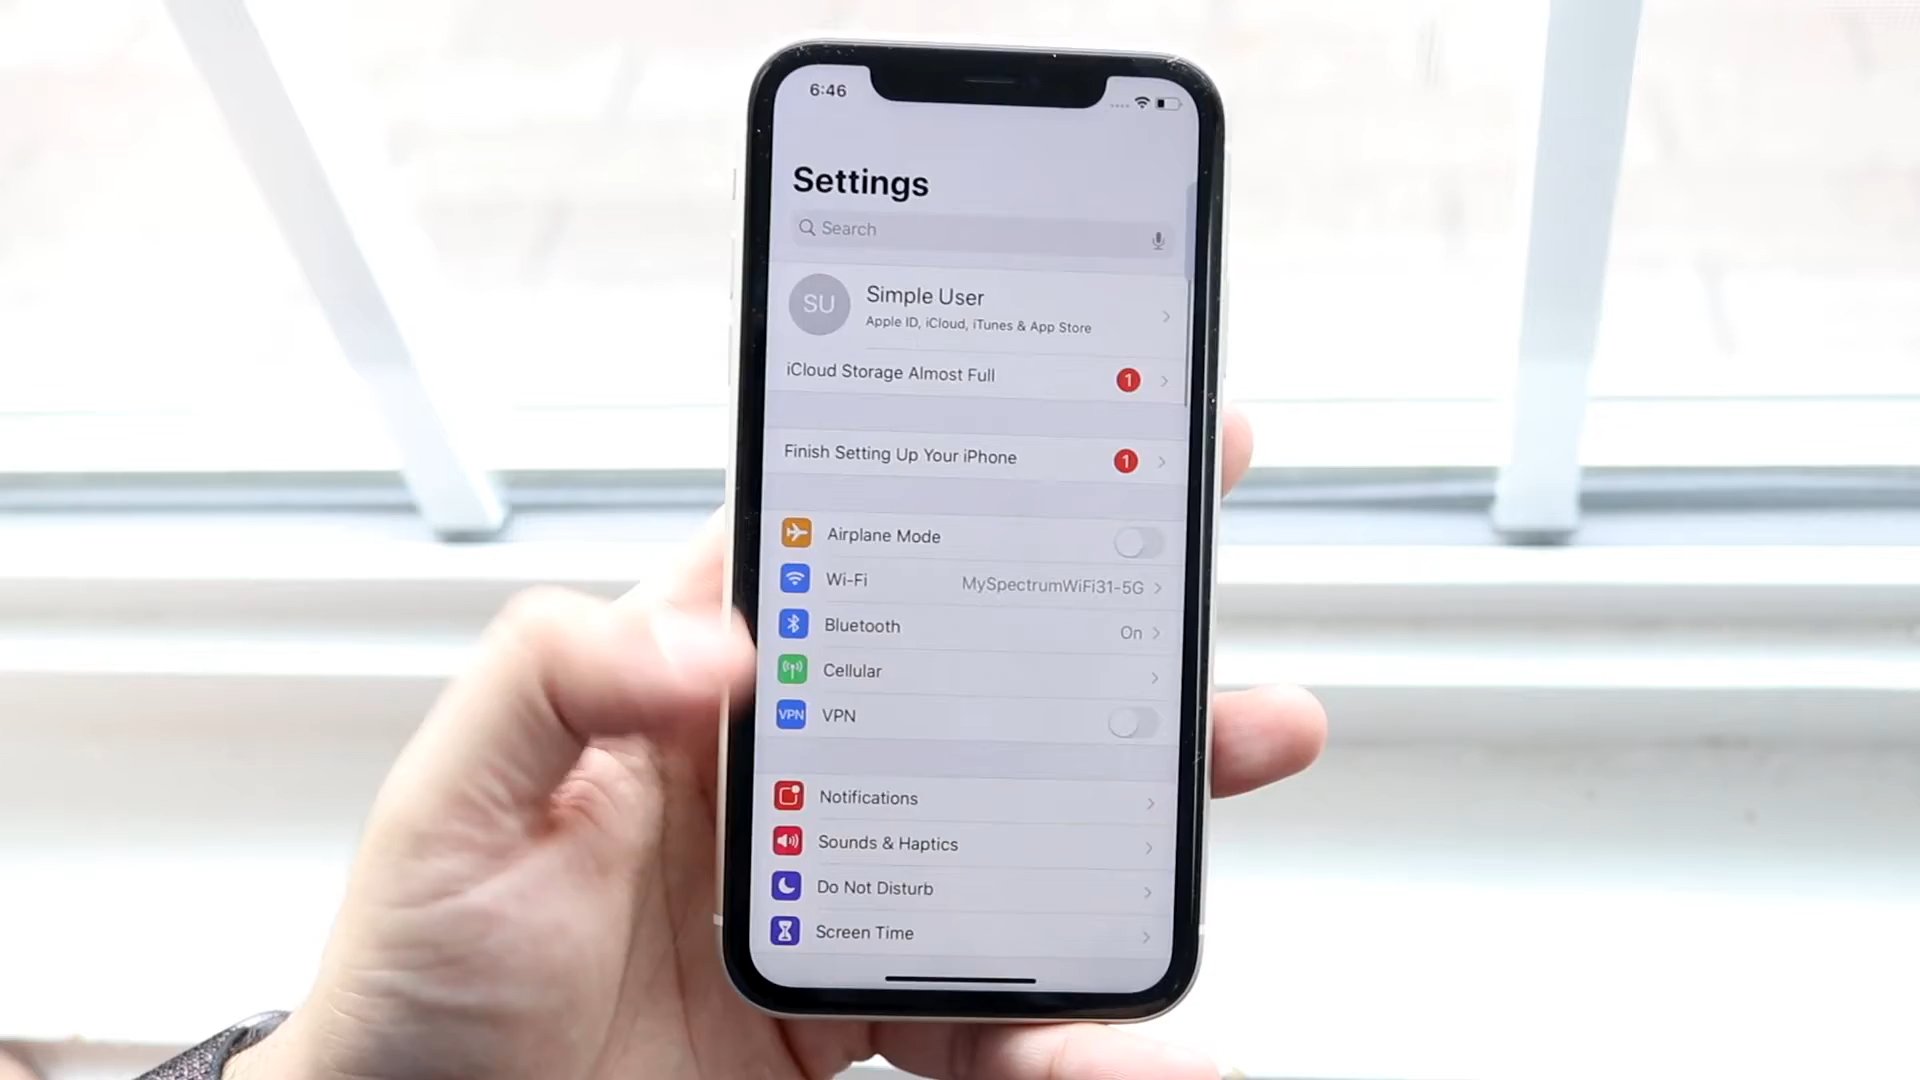 6:46
Settings
Search
SU
Simple User
Apple ID, iCloud, iTunes & App Store
iCloud Storage Almost Full 1
Finish Setting Up Your iPhone 1
Airplane Mode
Wi-Fi MySpectrumWiFi31-5G
Bluetooth On
Cellular
VPN VPN
Notifications
Sounds & Haptics
Do Not Disturb
Screen Time